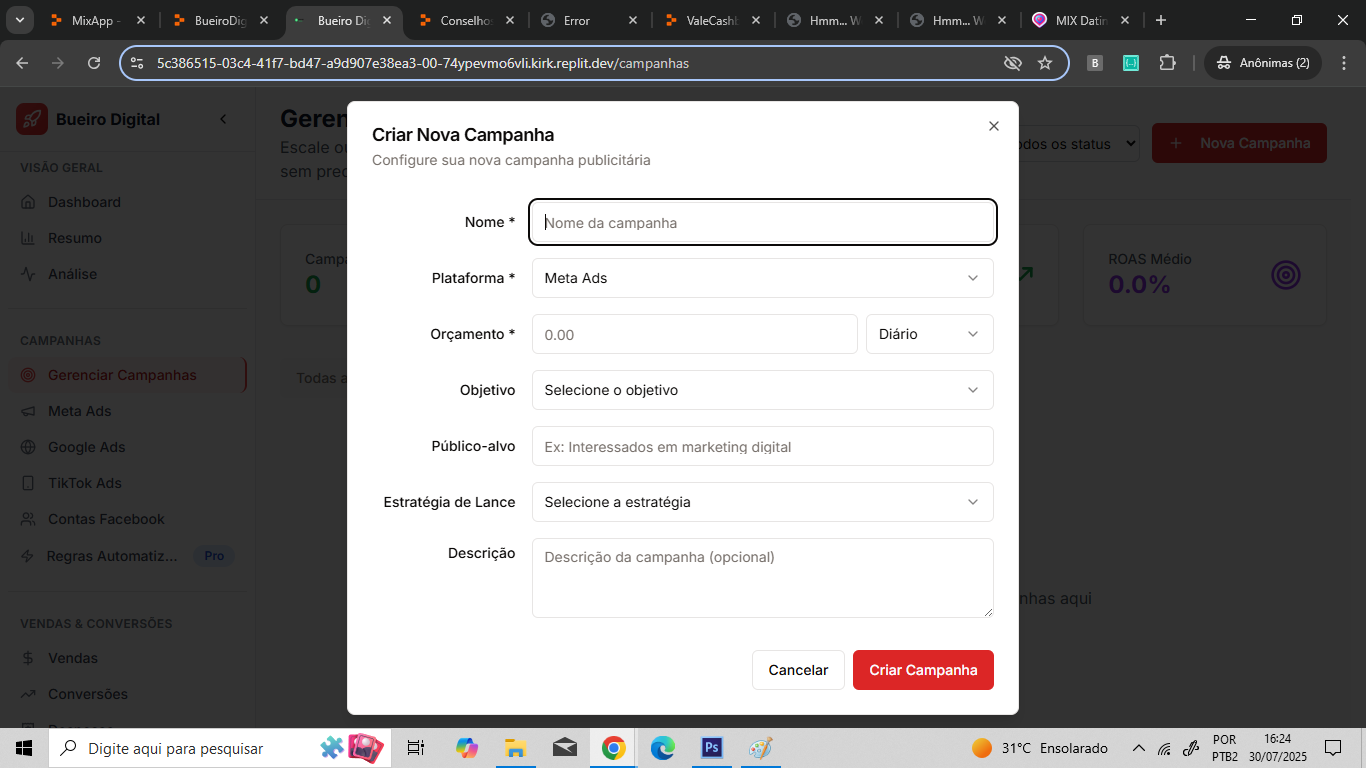 MixApp -
BueiroDig
Bueiro Di
Conselhos
Error
ValeCashb
Hmm... W
Hmm... We
MIX Datin
5c386515-03c4-41f7-bd47-a9d907e38ea3-00-74ypevmo6vli.kirk.replit.dev/campanhas
B
Anônimas (2)
Bueiro Digital
VISÃO GERAL
Dashboard
Resumo
Análise
CAMPANHAS
Gerenciar Campanhas
Meta Ads
Google Ads
TikTok Ads
Contas Facebook
Regras Automatiz... Pro
VENDAS & CONVERSÕES
Vendas
Conversões
Geren
Escale ou
sem prec
odos os status
+ Nova Campanha
Campa
0
ROAS Médio
0.0%
Todas a
nhas aqui
Criar Nova Campanha
Configure sua nova campanha publicitária
Nome * Nome da campanha
Plataforma * Meta Ads
Orçamento * 0.00 Diário
Objetivo Selecione o objetivo
Público-alvo Ex: Interessados em marketing digital
Estratégia de Lance Selecione a estratégia
Descrição Descrição da campanha (opcional)
Cancelar Criar Campanha
Digite aqui para pesquisar
Ps
31°C Ensolarado
POR
PTB2
16:24
30/07/2025